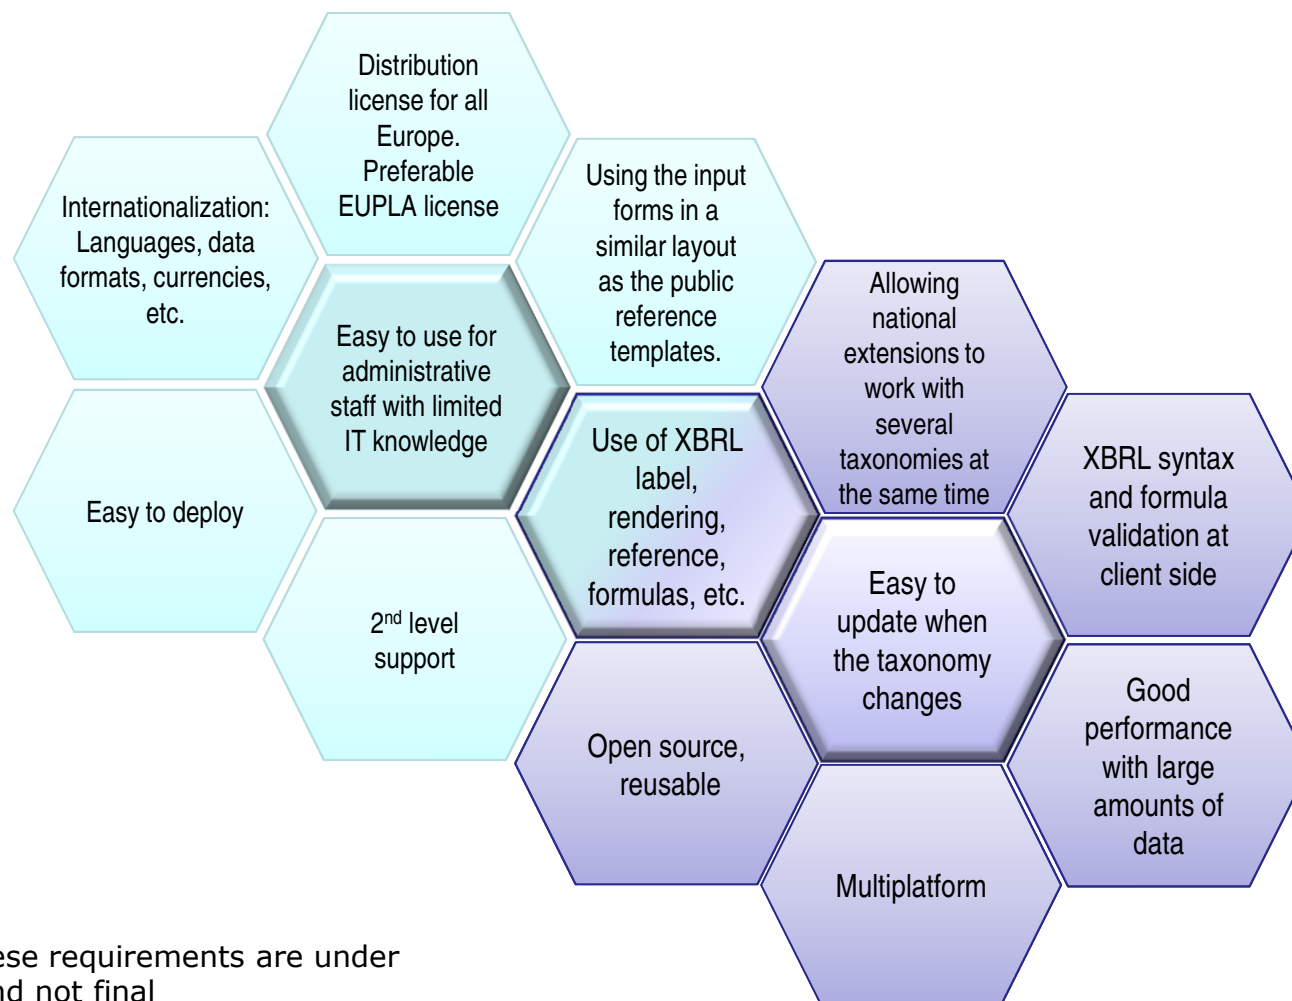 Distribution
license for all
Europe.
Preferable
EUPLA license
Internationalization:
Languages, data
formats, currencies,
etc.
Using the input
forms in a
similar layout
as the public
reference
templates.
Easy to use for
administrative
staff with limited
IT knowledge
Allowing
national
extensions to
work with
several
taxonomies at
the same time
Easy to deploy
Use of XBRL
label,
rendering,
reference,
formulas, etc.
XBRL syntax
and formula
validation at
client side
2nd level
support
Easy to
update when
the taxonomy
changes
Open source,
reusable
Good
performance
with large
amounts of
data
Multiplatform
requirements are under
not final